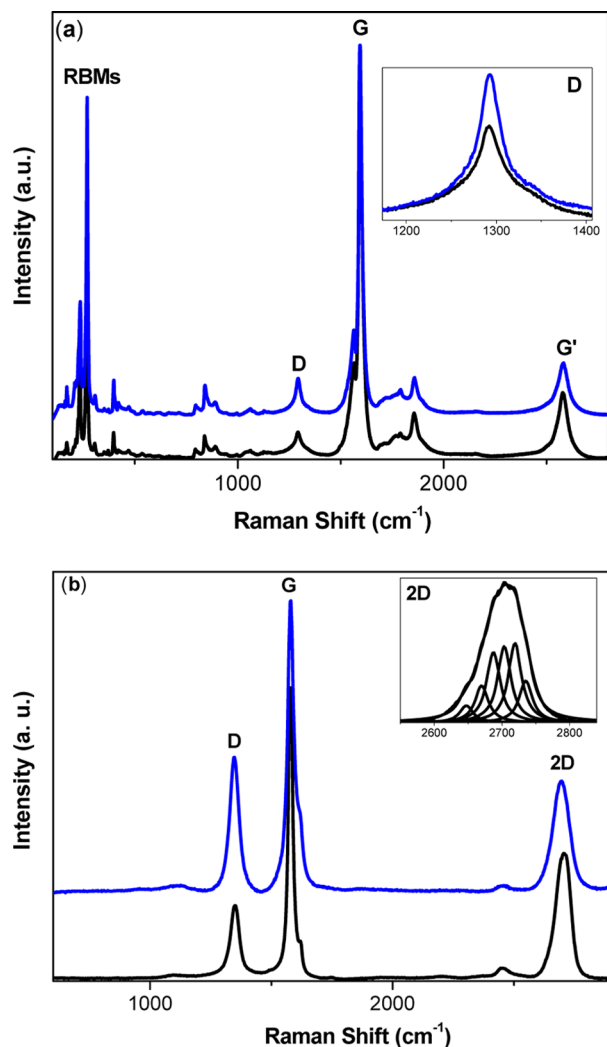 (a)
G
RBMs
D
D
G'
1200 1300 1400
Intensity (a.u.)
1000 2000
Raman Shift (cm-1)
(b)
G
2D
D
2D
2600 2700 2800
Intensity (a. u.)
1000 2000
Raman Shift (cm-1)